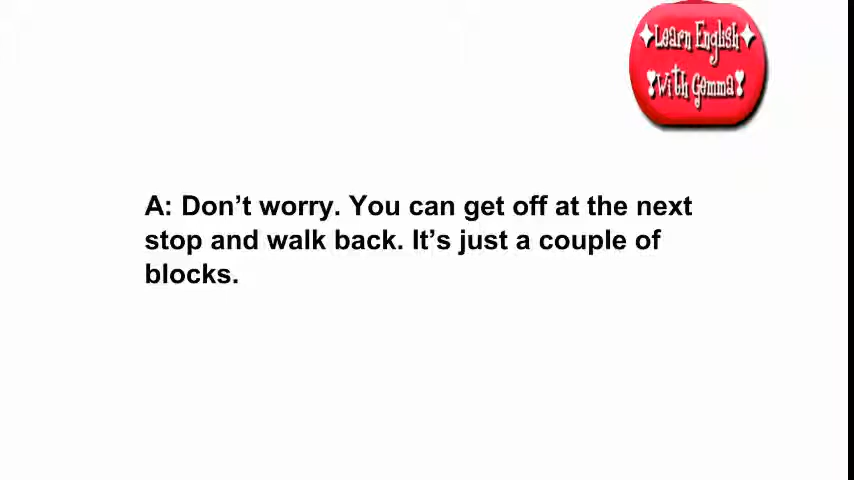 ✦Learn English✦
❣With Gemma❣
A: Don’t worry. You can get off at the next
stop and walk back. It’s just a couple of
blocks.